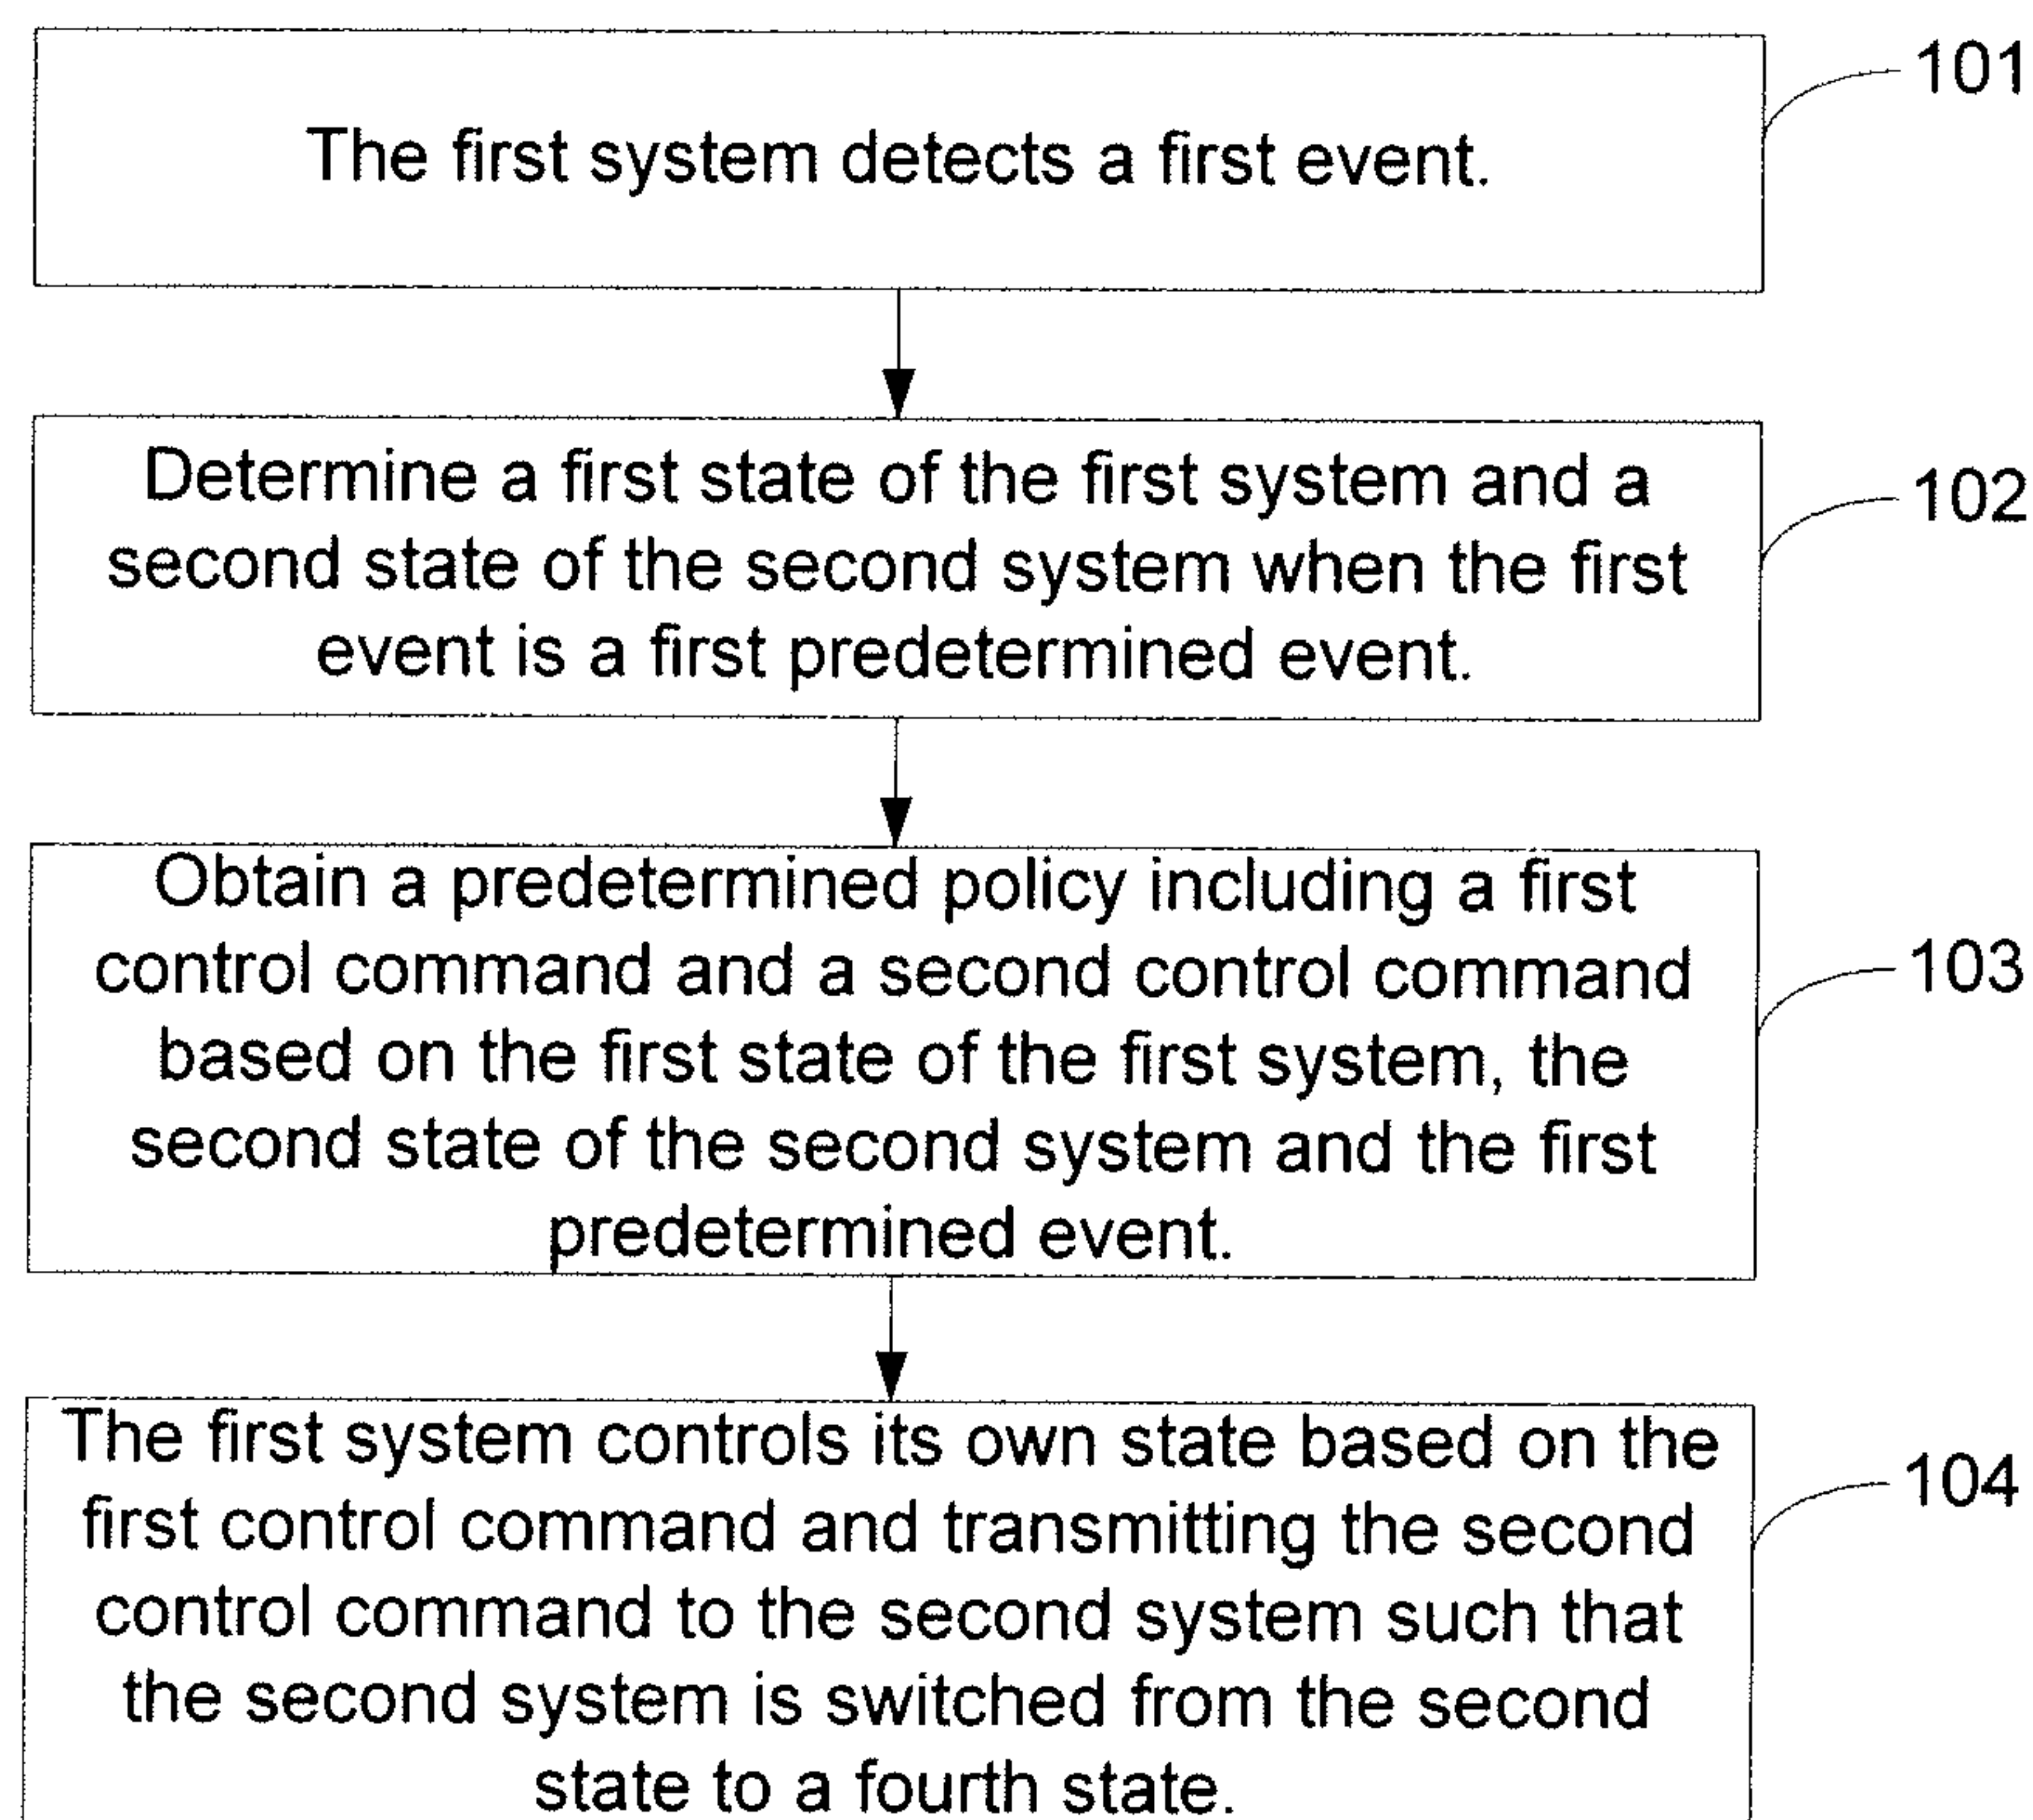 The first system detects a first event.
101
Determine a first state of the first system and a
second state of the second system when the first
event is a first predetermined event.
102
Obtain a predetermined policy including a first
control command and a second control command
based on the first state of the first system, the
second state of the second system and the first
predetermined event.
103
The first system controls its own state based on the
first control command and transmitting the second
control command to the second system such that
the second system is switched from the second
state to a fourth state.
104